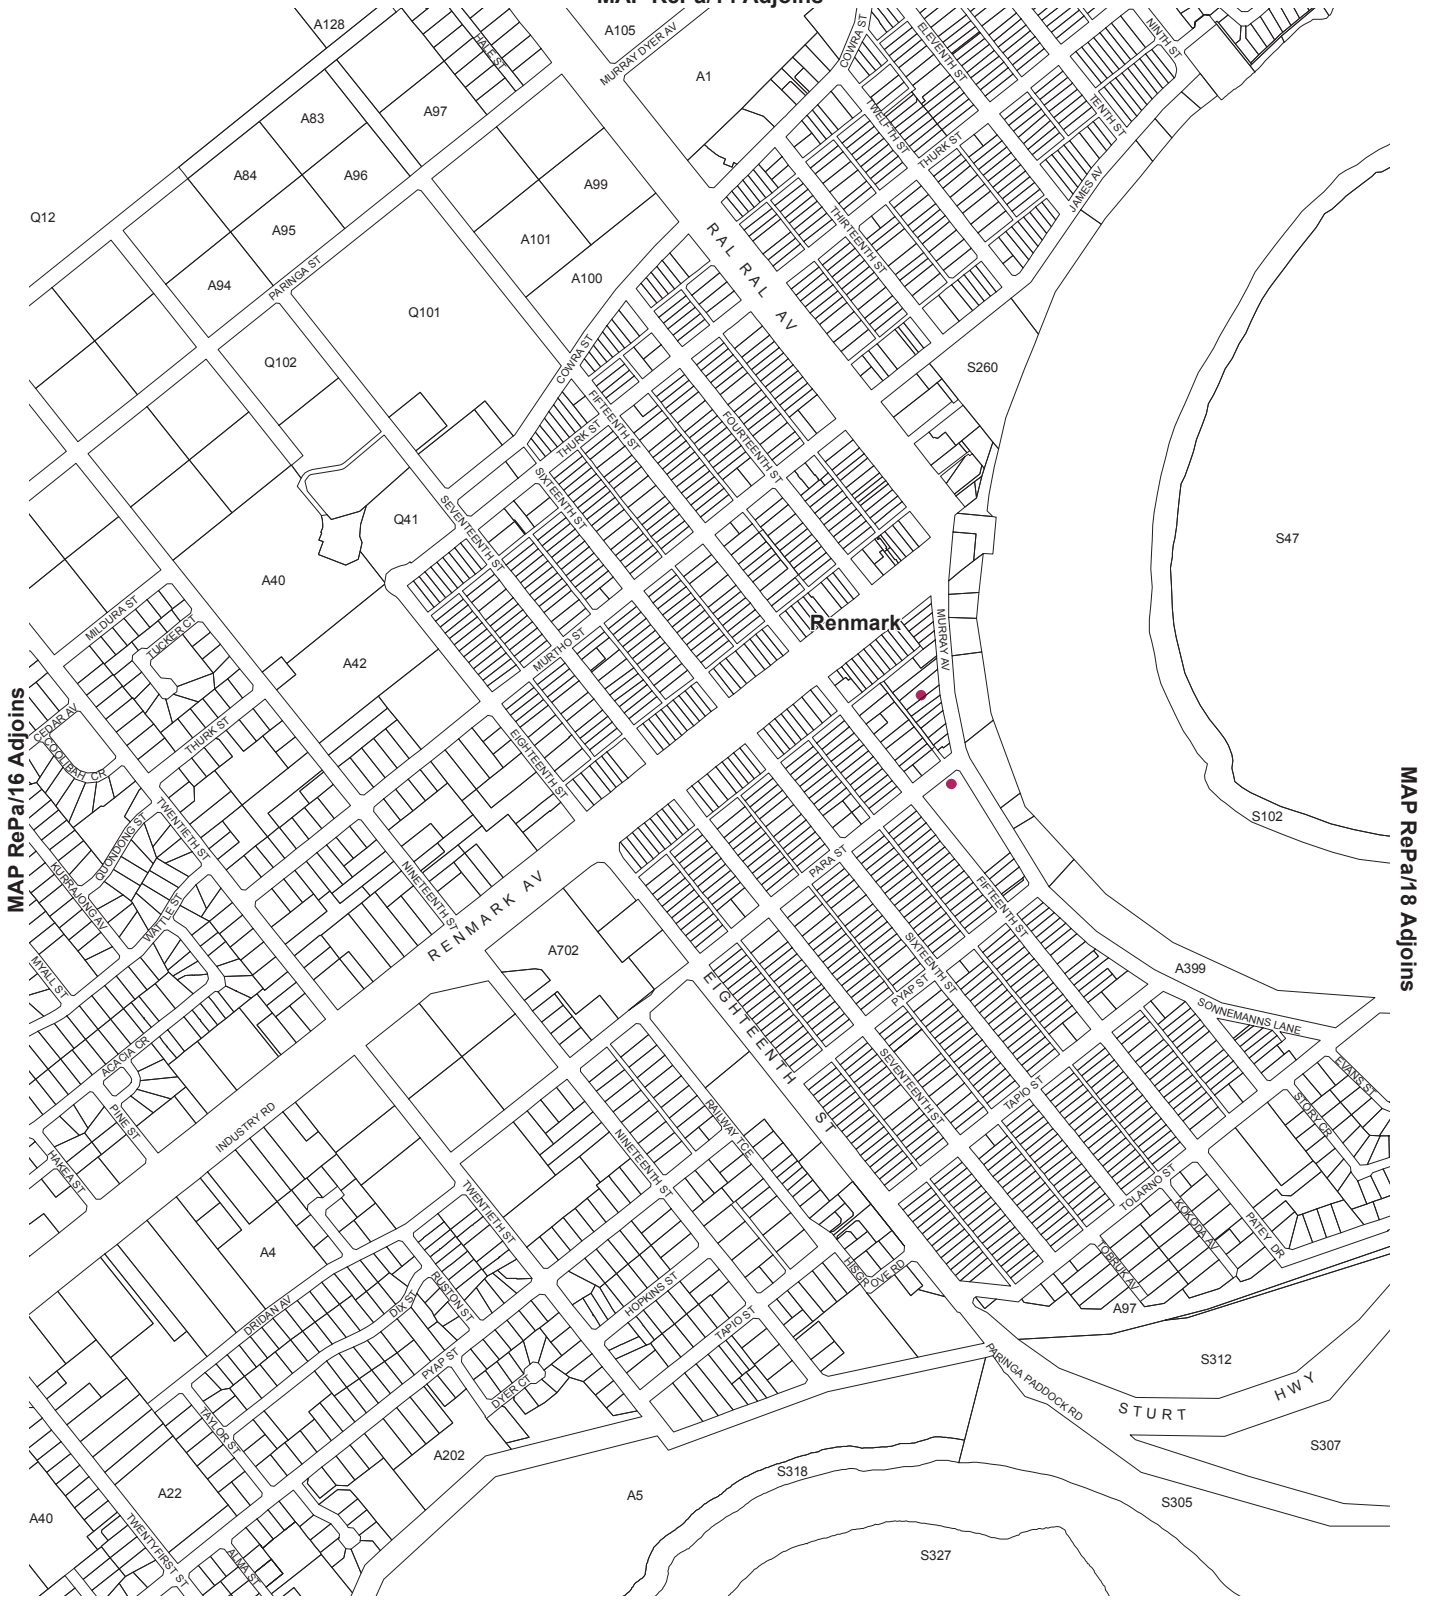 MAP RePa/14 Adjoins
A128
A105
MURRAY DYER AV
COWRA ST
ELEVENTH ST
NINTH ST
HALE ST
A1
A83
A97
TWELFTH ST
TENTH ST
A84
A96
A99
THURK ST
JAMES AV
Q12
A95
A101
RAL RAL AV
THIRTEENTH ST
PARINGA ST
A94
A100
Q101
Q102
COWRA ST
S260
FIFTEENTH ST
FOURTEENTH ST
THURK ST
SIXTEENTH ST
SEVENTEENTH ST
Q41
S47
A40
MILDURA ST
TUCKER CT
Renmark
MURRAY AV
MURTHO ST
A42
CEDAR AV
COOLIBAH CR
THURK ST
EIGHTEENTH ST
MAP RePa/16 Adjoins
MAP RePa/18 Adjoins
S102
TWENTIETH ST
QUONDONG ST
KURRAJONG AV
WATTLE ST
NINETEENTH ST
PARA ST
FIFTEENTH ST
RENMARK AV
A702
SIXTEENTH ST
MYALL ST
A399
PYAP ST
EIGHTEENTH ST
SONNEMANNS LANE
ACACIA CR
EVANS ST
SEVENTEENTH ST
TAPIO ST
STORY CR
PINE ST
INDUSTRY RD
RAILWAY TCE
NINETEENTH ST
HAKEA ST
TWENTIETH ST
TOLARNO ST
KOKODA AV
PATEY DR
A4
TOBRUK AV
HISGROVE RD
RUSTON ST
HOPKINS ST
DIX ST
DRIDAN AV
A97
TAPIO ST
PYAP ST
PARINGA PADDOCK RD
S312
DYER CT
STURT HWY
TAYLOR ST
A202
S307
S318
A22
A5
S305
A40
TWENTYFIRST ST
ALMA ST
S327